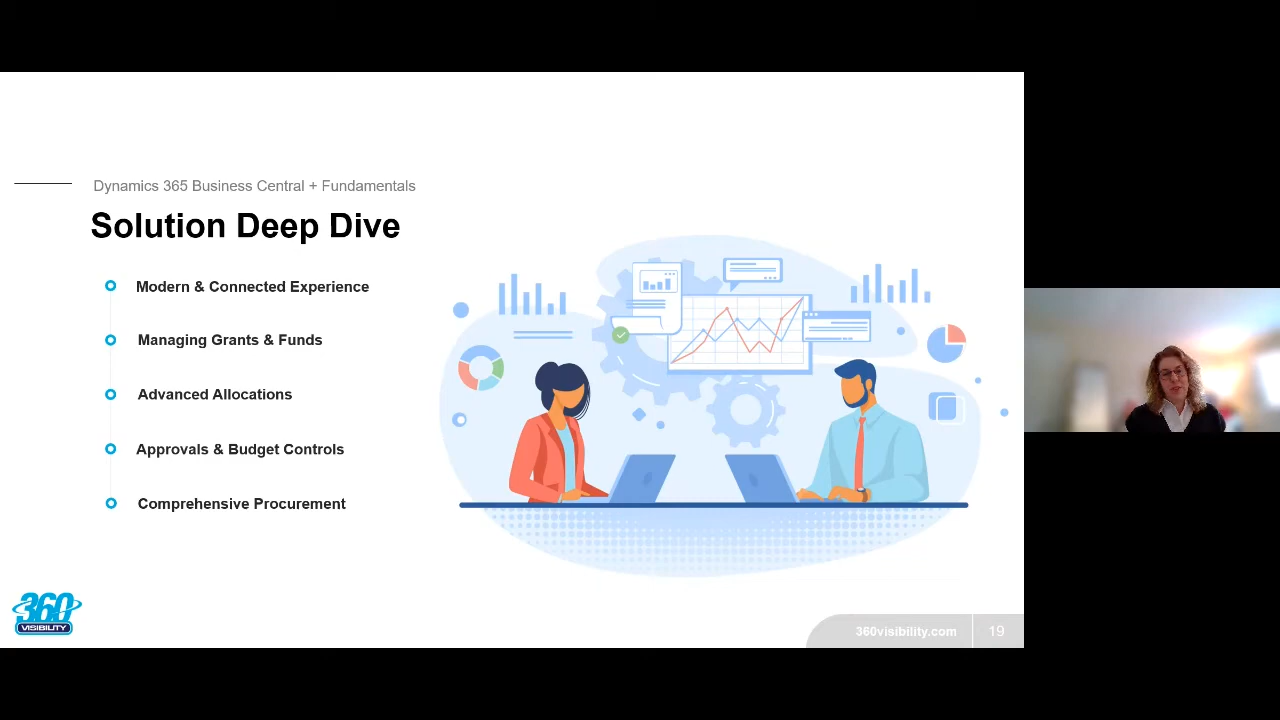 Dynamics 365 Business Central + Fundamentals
Solution Deep Dive
Modern & Connected Experience
Managing Grants & Funds
Advanced Allocations
Approvals & Budget Controls
Comprehensive Procurement
360
VISIBILITY
360visibility.com
19